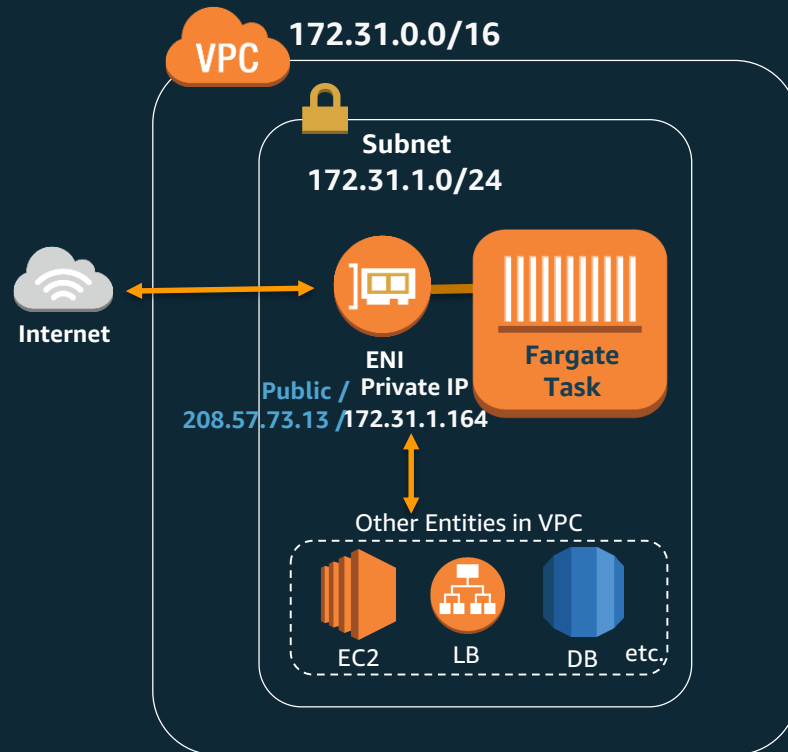 VPC
172.31.0.0/16
Subnet
172.31.1.0/24
Internet
ENI
Public / Private IP
208.57.73.13 / 172.31.1.164
Fargate
Task
Other Entities in VPC
EC2
LB
DB
etc.